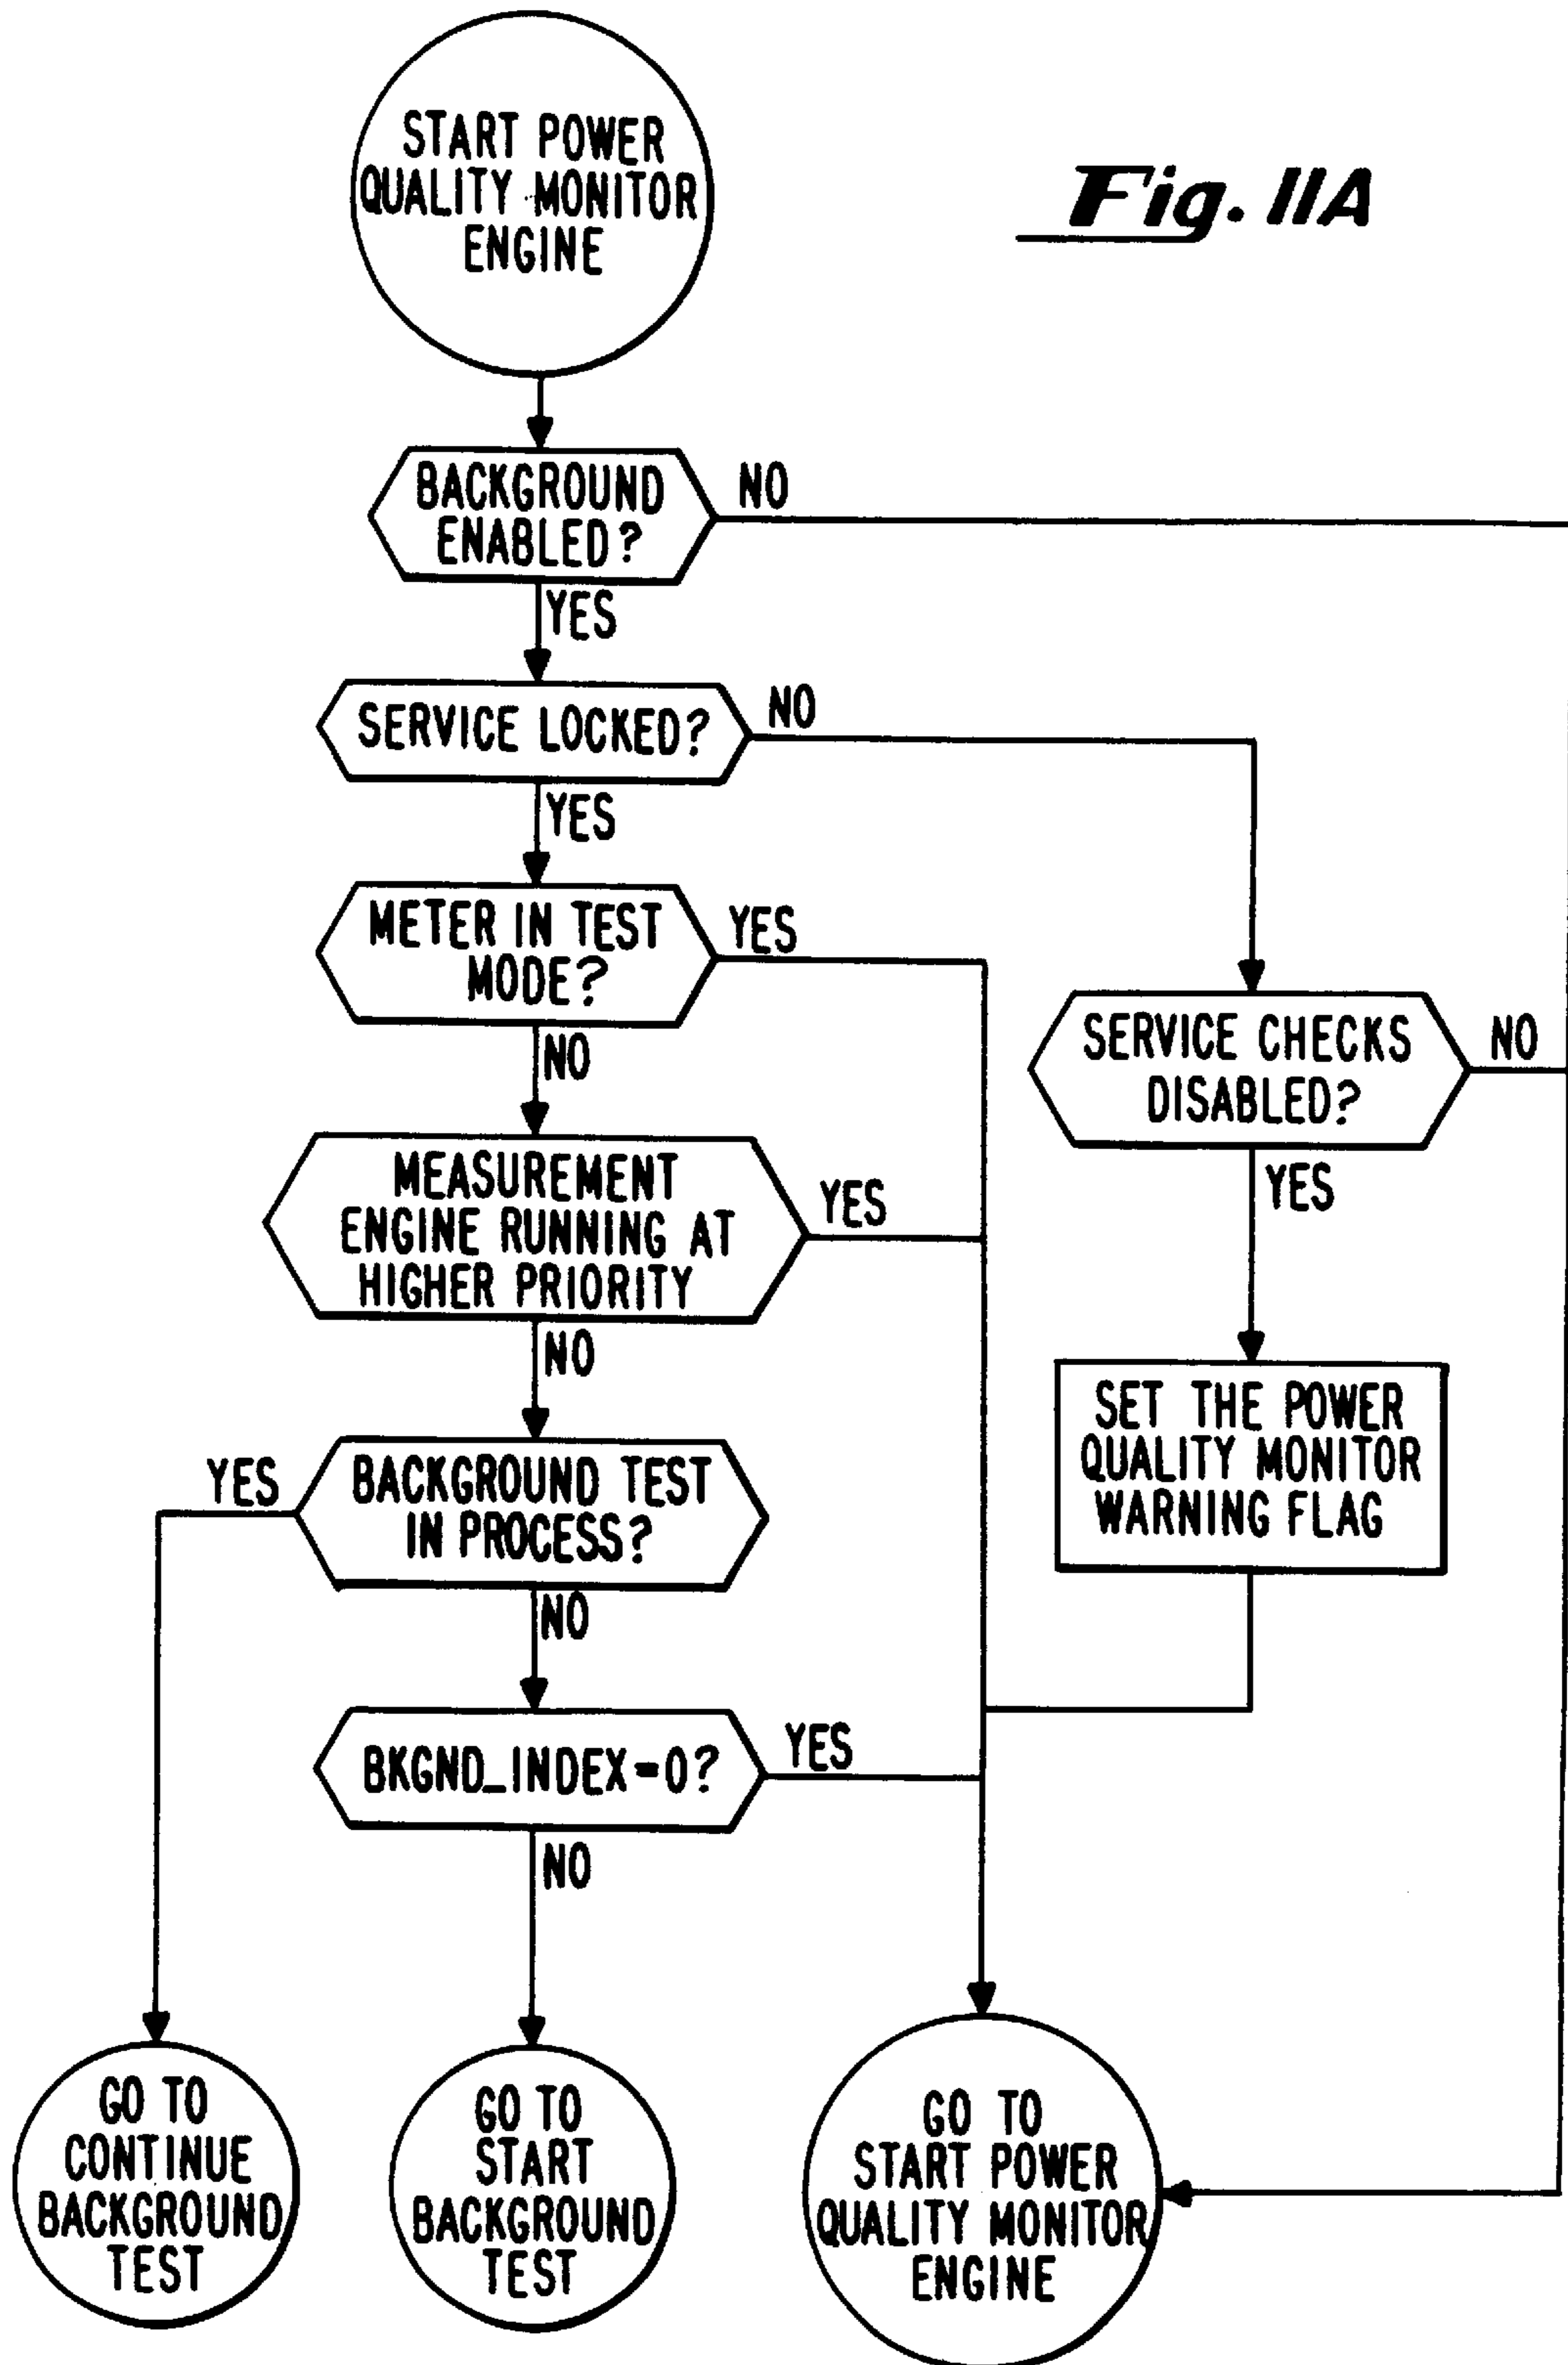 START POWER
QUALITY MONITOR
ENGINE
Fig. 11A
BACKGROUND
ENABLED?
NO
YES
SERVICE LOCKED?
NO
YES
METER IN TEST
MODE?
YES
NO
SERVICE CHECKS
DISABLED?
NO
YES
MEASUREMENT
ENGINE RUNNING AT
HIGHER PRIORITY
YES
NO
SET THE POWER
QUALITY MONITOR
WARNING FLAG
BACKGROUND TEST
IN PROCESS?
YES
NO
BKGND_INDEX=0?
YES
NO
GO TO
CONTINUE
BACKGROUND
TEST
GO TO
START
BACKGROUND
TEST
GO TO
START POWER
QUALITY MONITOR
ENGINE